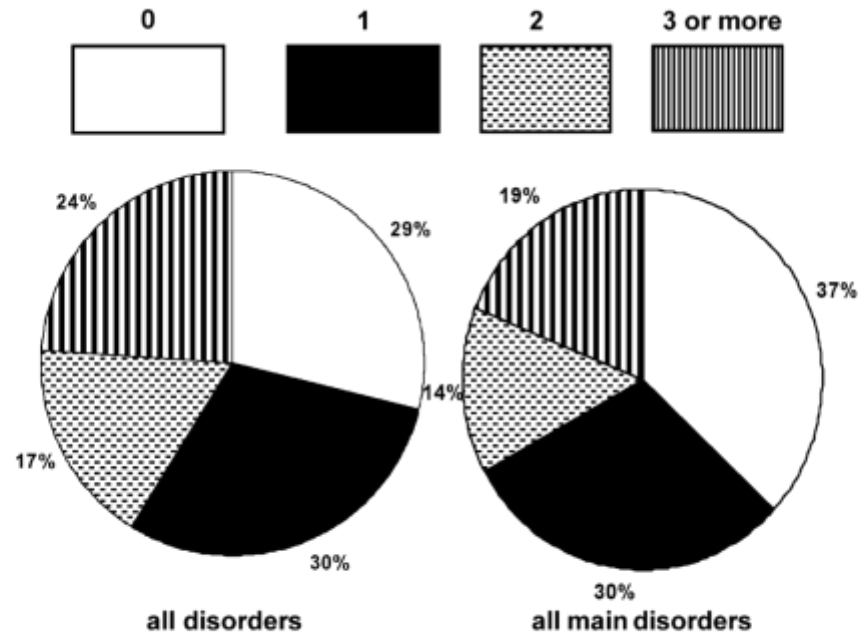 0 1 2 3 or more
24%
29%
17%
30%
all disorders
19%
37%
14%
30%
all main disorders